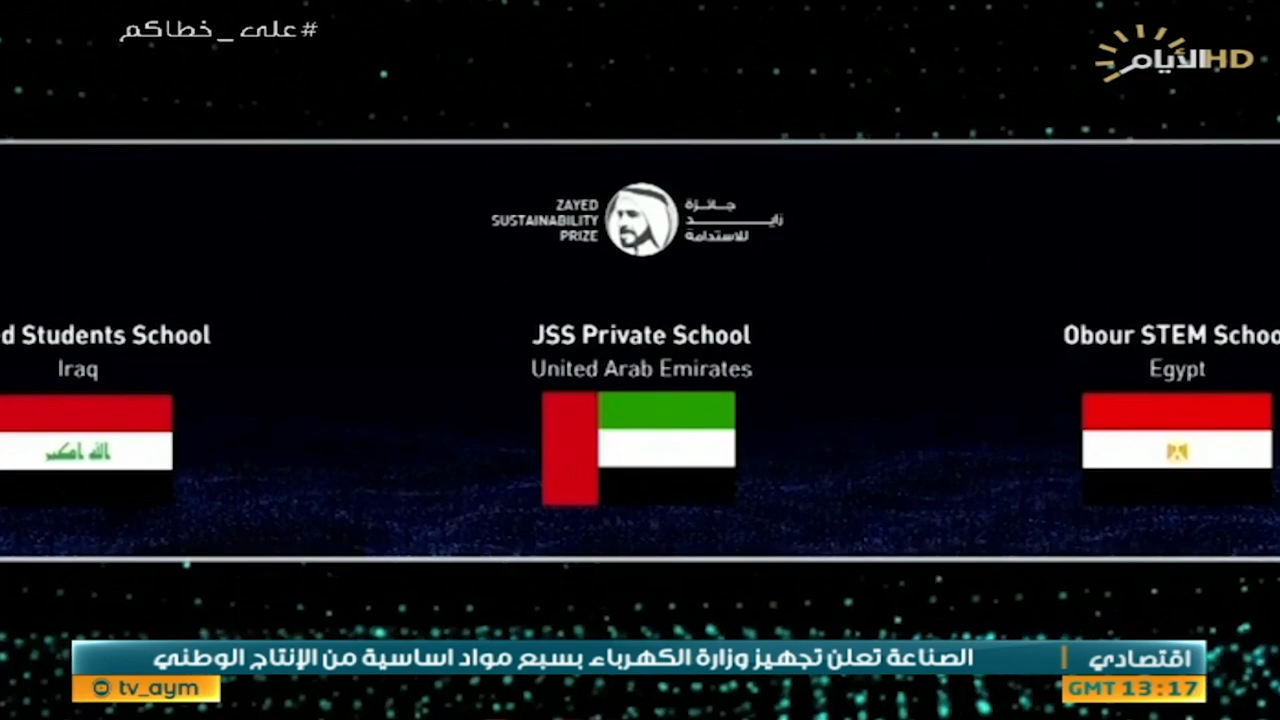 #على_خطاكم
الأيام HD
ZAYED
SUSTAINABILITY
PRIZE
جائزة
زايد
للاستدامة
d Students School
Iraq
الله اكبر
JSS Private School
United Arab Emirates
Obour STEM Schoo
Egypt
اقتصادي | الصناعة تعلن تجهيز وزارة الكهرباء بسبع مواد اساسية من الإنتاج الوطني
tv_aym
GMT 13:17